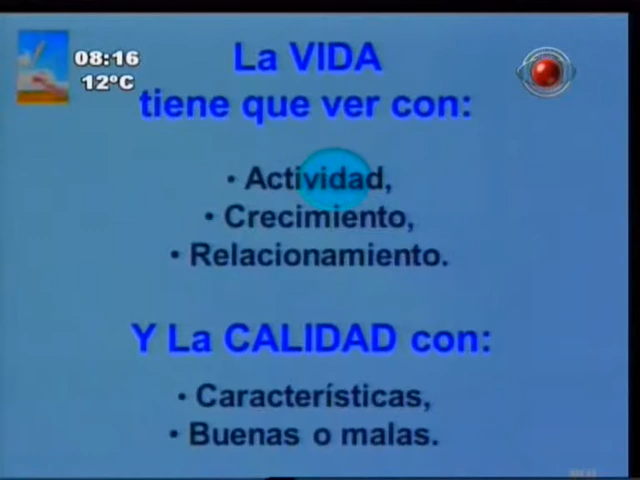 08:16
12ºC
La VIDA
tiene que ver con:
• Actividad,
• Crecimiento,
• Relacionamiento.
Y La CALIDAD con:
• Características,
• Buenas o malas.